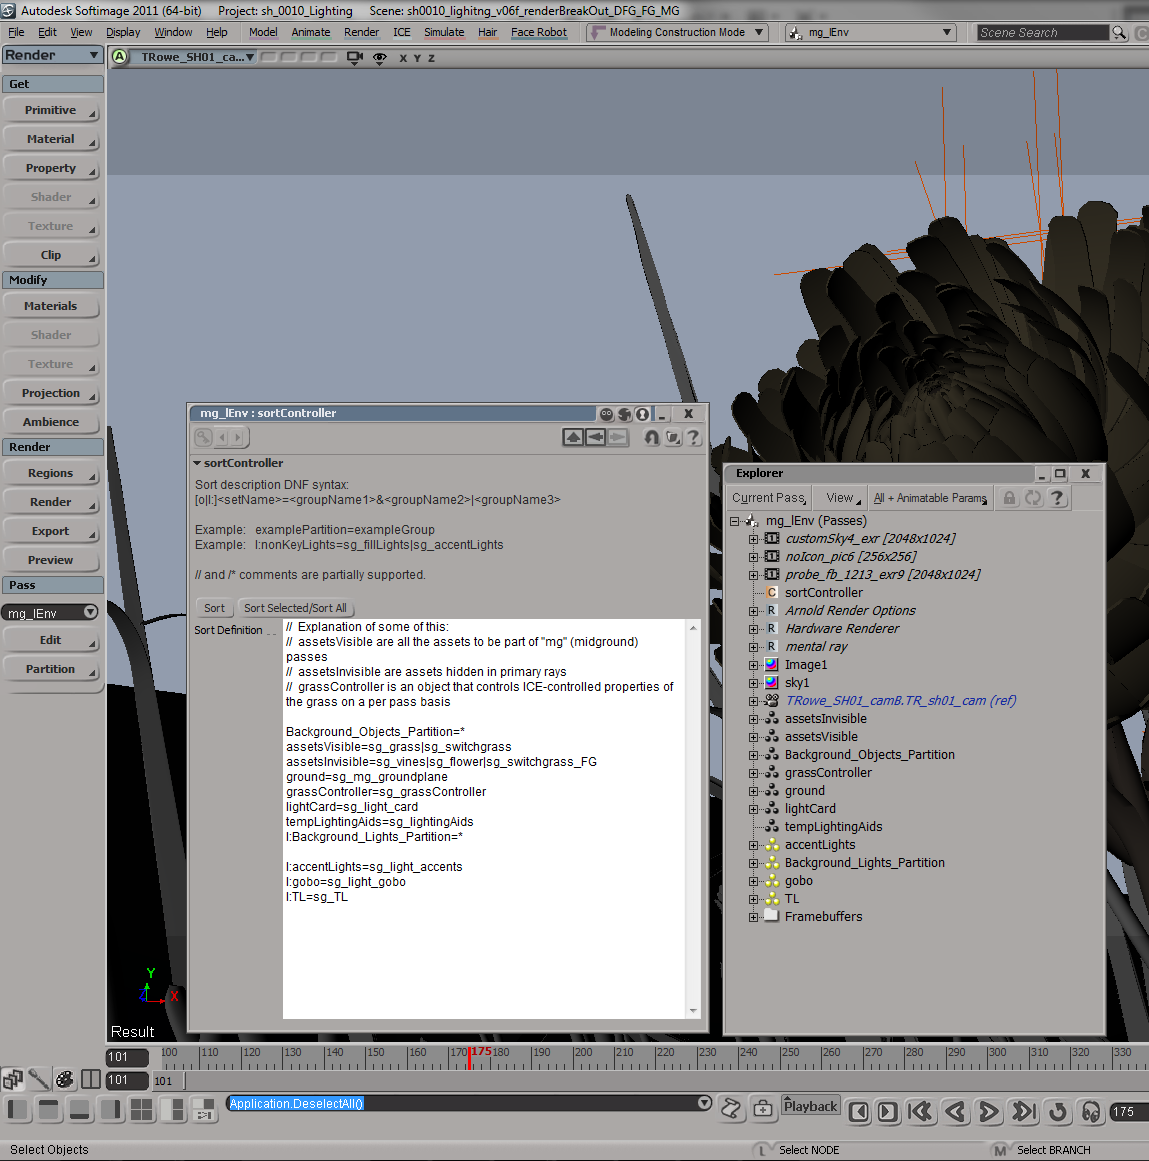 Autodesk Softimage 2011 (64-bit) Project: sh_0010_Lighting Scene: sh0010_lighitng_v06f_renderBreakOut_DFG_FG_MG
File Edit View Display Window Help Model Animate Render ICE Simulate Hair Face Robot Modeling Construction Mode mg_lEnv Scene Search
Render A TRowe_SH01_ca... X Y Z
Get
Primitive
Material
Property
Shader
Texture
Clip
Modify
Materials
Shader
Texture
Projection
Ambience
Render
Regions
Render
Export
Preview
Pass
mg_lEnv
Edit
Partition
mg_lEnv : sortController
sortController
Sort description DNF syntax:
[o|l:]<setName>=<groupName1>&<groupName2>|<groupName3>
Example: examplePartition=exampleGroup
Example: l:nonKeyLights=sg_fillLights|sg_accentLights
// and /* comments are partially supported.
Sort Sort Selected/Sort All
Sort Definition
// Explanation of some of this:
// assetsVisible are all the assets to be part of "mg" (midground)
passes
// assetsInvisible are assets hidden in primary rays
// grassController is an object that controls ICE-controlled properties of
the grass on a per pass basis
Background_Objects_Partition=*
assetsVisible=sg_grass|sg_switchgrass
assetsInvisible=sg_vines|sg_flower|sg_switchgrass_FG
ground=sg_mg_groundplane
grassController=sg_grassController
lightCard=sg_light_card
tempLightingAids=sg_lightingAids
l:Background_Lights_Partition=*
l:accentLights=sg_light_accents
l:gobo=sg_light_gobo
l:TL=sg_TL
Explorer
Current Pass View All + Animatable Params
mg_lEnv (Passes)
customSky4_exr [2048x1024]
noIcon_pic6 [256x256]
probe_fb_1213_exr9 [2048x1024]
C sortController
R Arnold Render Options
R Hardware Renderer
R mental ray
Image1
sky1
TRowe_SH01_camB.TR_sh01_cam (ref)
assetsInvisible
assetsVisible
Background_Objects_Partition
grassController
ground
lightCard
tempLightingAids
accentLights
Background_Lights_Partition
gobo
TL
Framebuffers
Y
X
Result
101 100 110 120 130 140 150 160 170 175 180 190 200 210 220 230 240 250 260 270 280 290 300 310 320 330
101 101
Application.DeselectAll() Playback 175
Select Objects L Select NODE M Select BRANCH